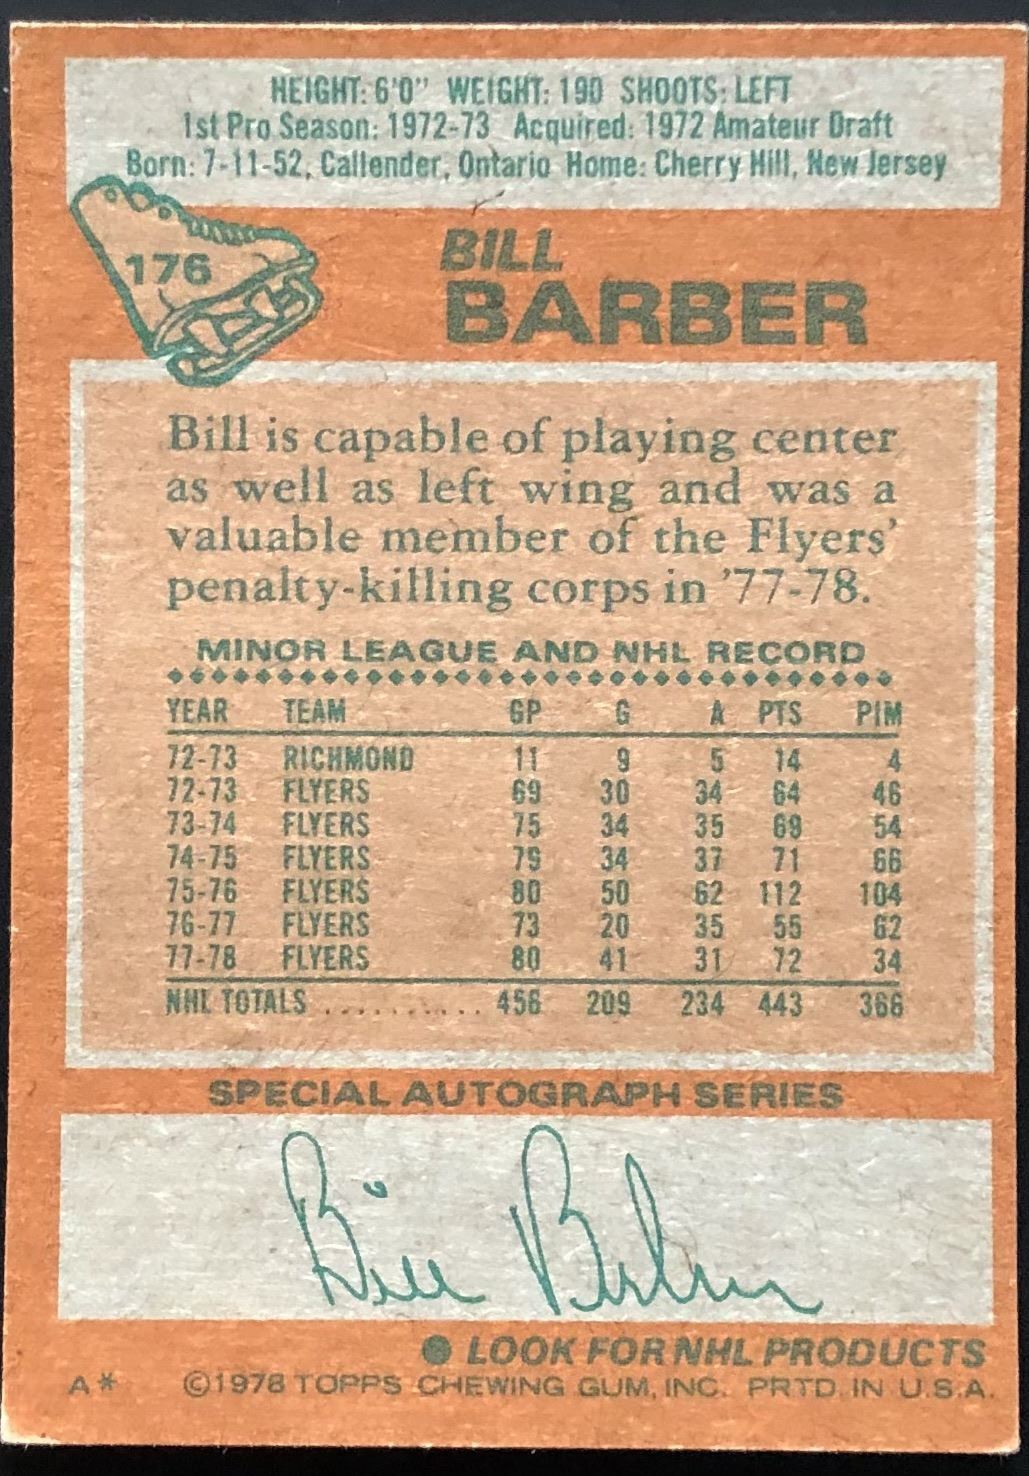 HEIGHT: 6'0" WEIGHT: 190 SHOOTS: LEFT
1st Pro Season: 1972-73 Acquired: 1972 Amateur Draft
Born: 7-11-52, Callender, Ontario Home: Cherry Hill, New Jersey
176
BILL
BARBER
Bill is capable of playing center
as well as left wing and was a
valuable member of the Flyers'
penalty-killing corps in '77-78.
MINOR LEAGUE AND NHL RECORD
YEAR TEAM GP G A PTS PIM
72-73 RICHMOND 11 9 5 14 4
72-73 FLYERS 69 30 34 64 46
73-74 FLYERS 75 34 35 69 54
74-75 FLYERS 79 34 37 71 66
75-76 FLYERS 80 50 62 112 104
76-77 FLYERS 73 20 35 55 62
77-78 FLYERS 80 41 31 72 34
NHL TOTALS .......... 456 209 234 443 366
SPECIAL AUTOGRAPH SERIES
Bill Barber
● LOOK FOR NHL PRODUCTS
A* ©1978 TOPPS CHEWING GUM, INC. PRTD. IN U.S.A.